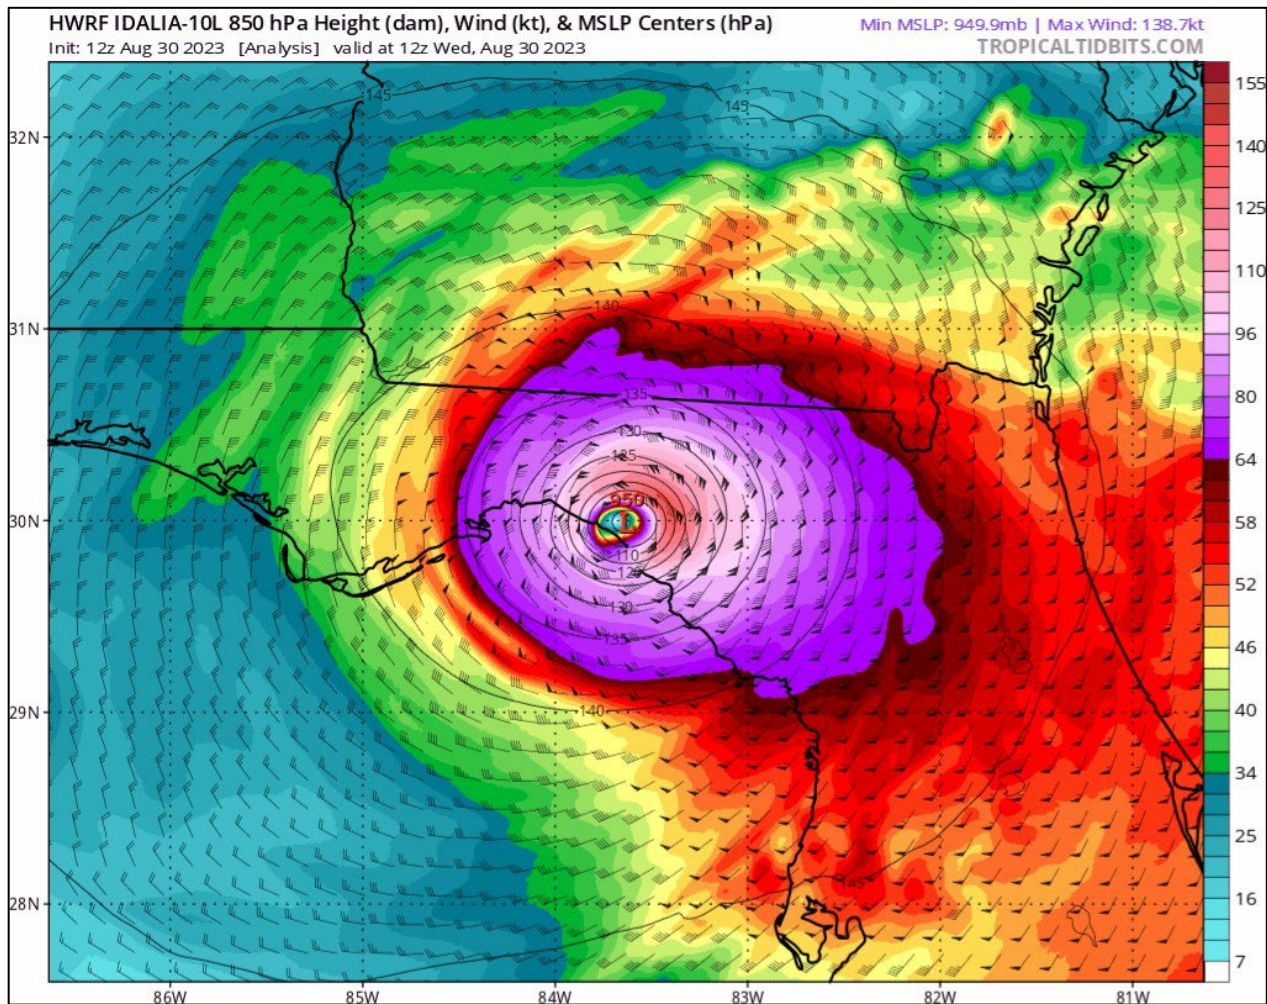 HWRF IDALIA-10L 850 hPa Height (dam), Wind (kt), & MSLP Centers (hPa)
Min MSLP: 949.9mb | Max Wind: 138.7kt
Init: 12z Aug 30 2023 [Analysis] valid at 12z Wed, Aug 30 2023
TROPICALTIDBITS.COM
145
145
32N
140
31N
135
130
125
950
30N
110
125
130
135
140
29N
145
28N
86W
85W
84W
83W
82W
81W
155
140
125
110
96
80
64
58
52
46
40
34
25
16
7